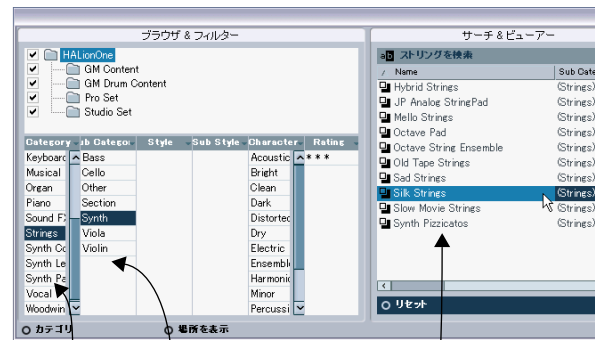 ブラウザ & フィルター
HALionOne
GM Content
GM Drum Content
Pro Set
Studio Set
Category
ub Categor
Style
Sub Style
Character
Rating
Keyboard
Musical
Organ
Piano
Sound FX
Strings
Synth Co
Synth Le
Synth Pa
Vocal
Woodwin
Bass
Cello
Other
Section
Synth
Viola
Violin
Acoustic
Bright
Clean
Dark
Distorted
Dry
Electric
Ensembl
Harmonic
Minor
Percussi
***
カテゴリ
場所を表示
サーチ & ビューアー
ストリングを検索
Name
Sub Cate
Hybrid Strings
(Strings)
JP Analog StringPad
(Strings)
Mello Strings
(Strings)
Octave Pad
(Strings)
Octave String Ensemble
(Strings)
Old Tape Strings
(Strings)
Sad Strings
(Strings)
Silk Strings
(Strings)
Slow Movie Strings
(Strings)
Synth Pizzicatos
(Strings)
リセット